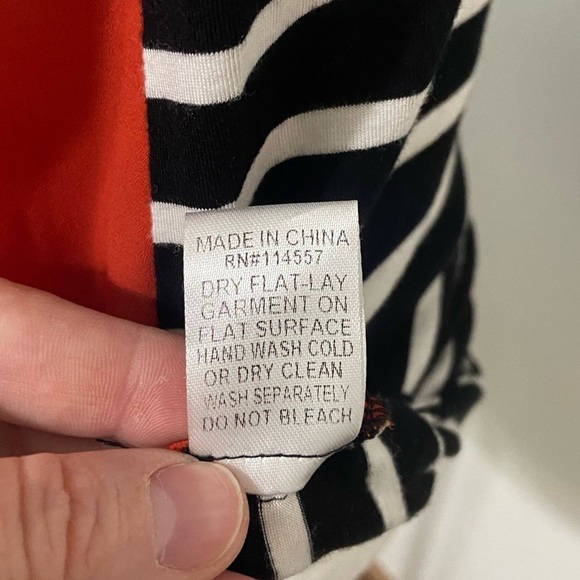 MADE IN CHINA
RN#114557
DRY FLAT-LAY
GARMENT ON
FLAT SURFACE
HAND WASH COLD
OR DRY CLEAN
WASH SEPARATELY
DO NOT BLEACH